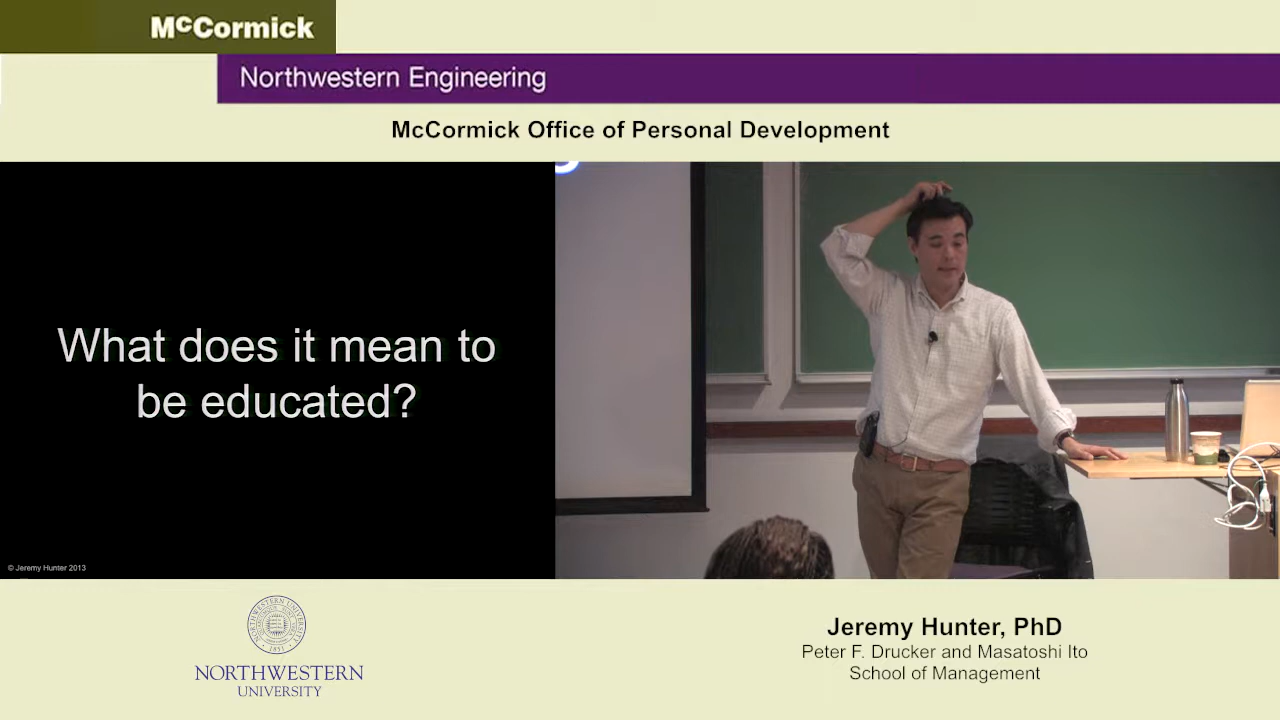 McCormick
Northwestern Engineering
McCormick Office of Personal Development
What does it mean to
be educated?
© Jeremy Hunter 2013
NORTHWESTERN
UNIVERSITY
Jeremy Hunter, PhD
Peter F. Drucker and Masatoshi Ito
School of Management